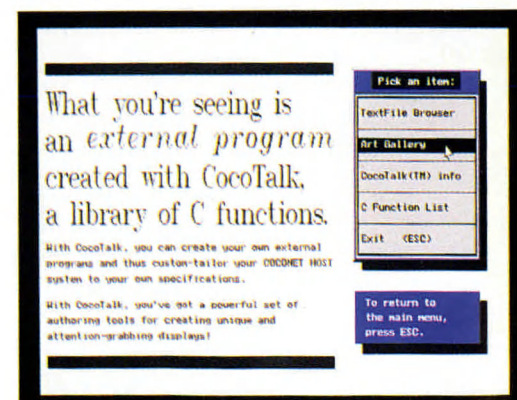 What you're seeing is
an external program
created with CocoTalk,
a library of C functions.
With CocoTalk, you can create your own external
programs and thus custom-tailor your COCONET HOST
system to your own specifications.
With CocoTalk, you've got a powerful set of
authoring tools for creating unique and
attention-grabbing displays!
Pick an item:
TextFile Browser
Art Gallery
CocoTalk(TM) info
C Function List
Exit (ESC)
To return to
the main menu,
press ESC.